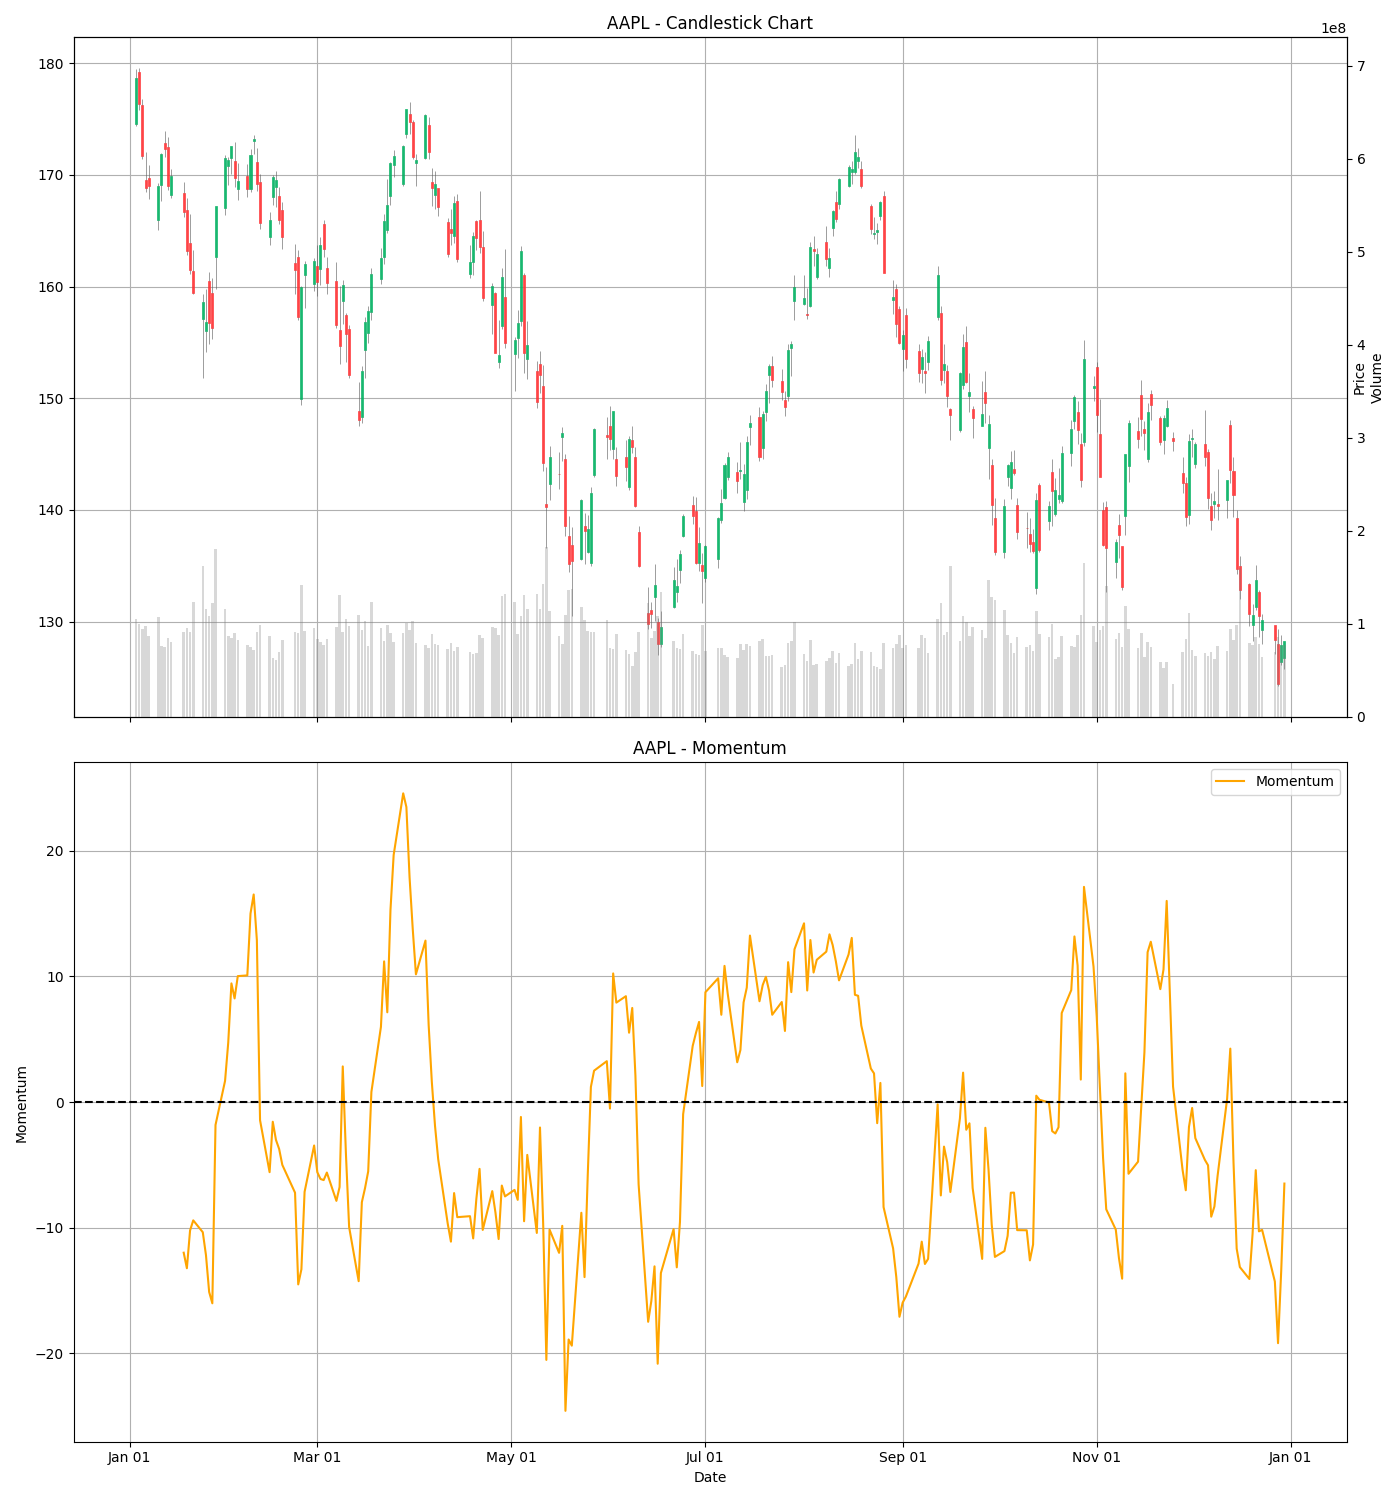 AAPL - Candlestick Chart
1e8
180
170
160
150
140
130
7
6
5
4
3
2
1
0
Price
Volume
AAPL - Momentum
Momentum
20
10
0
−10
−20
Momentum
Jan 01
Mar 01
May 01
Jul 01
Sep 01
Nov 01
Jan 01
Date